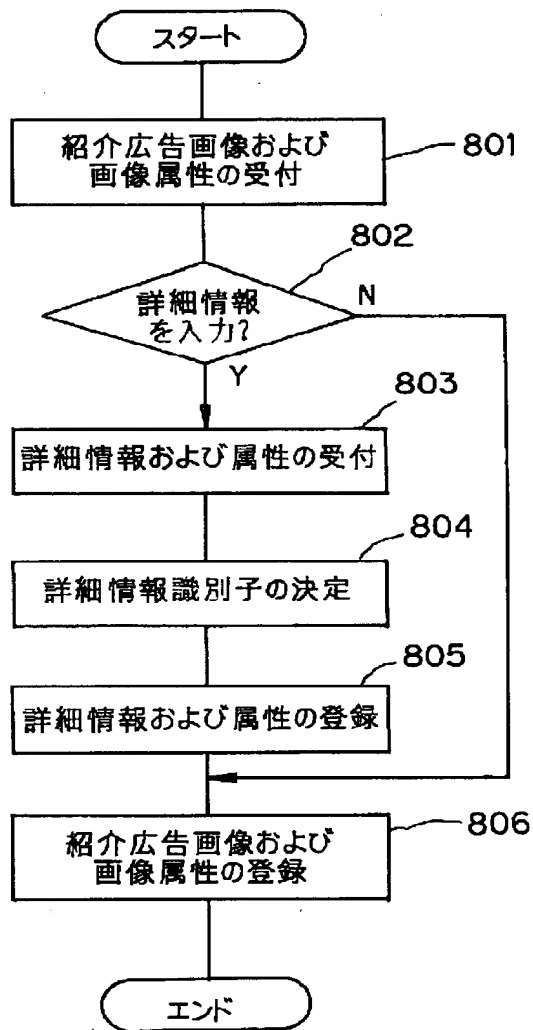 スタート
紹介広告画像および
画像属性の受付
801
802
詳細情報
を入力?
N
Y
803
詳細情報および属性の受付
804
詳細情報識別子の決定
805
詳細情報および属性の登録
806
紹介広告画像および
画像属性の登録
エンド